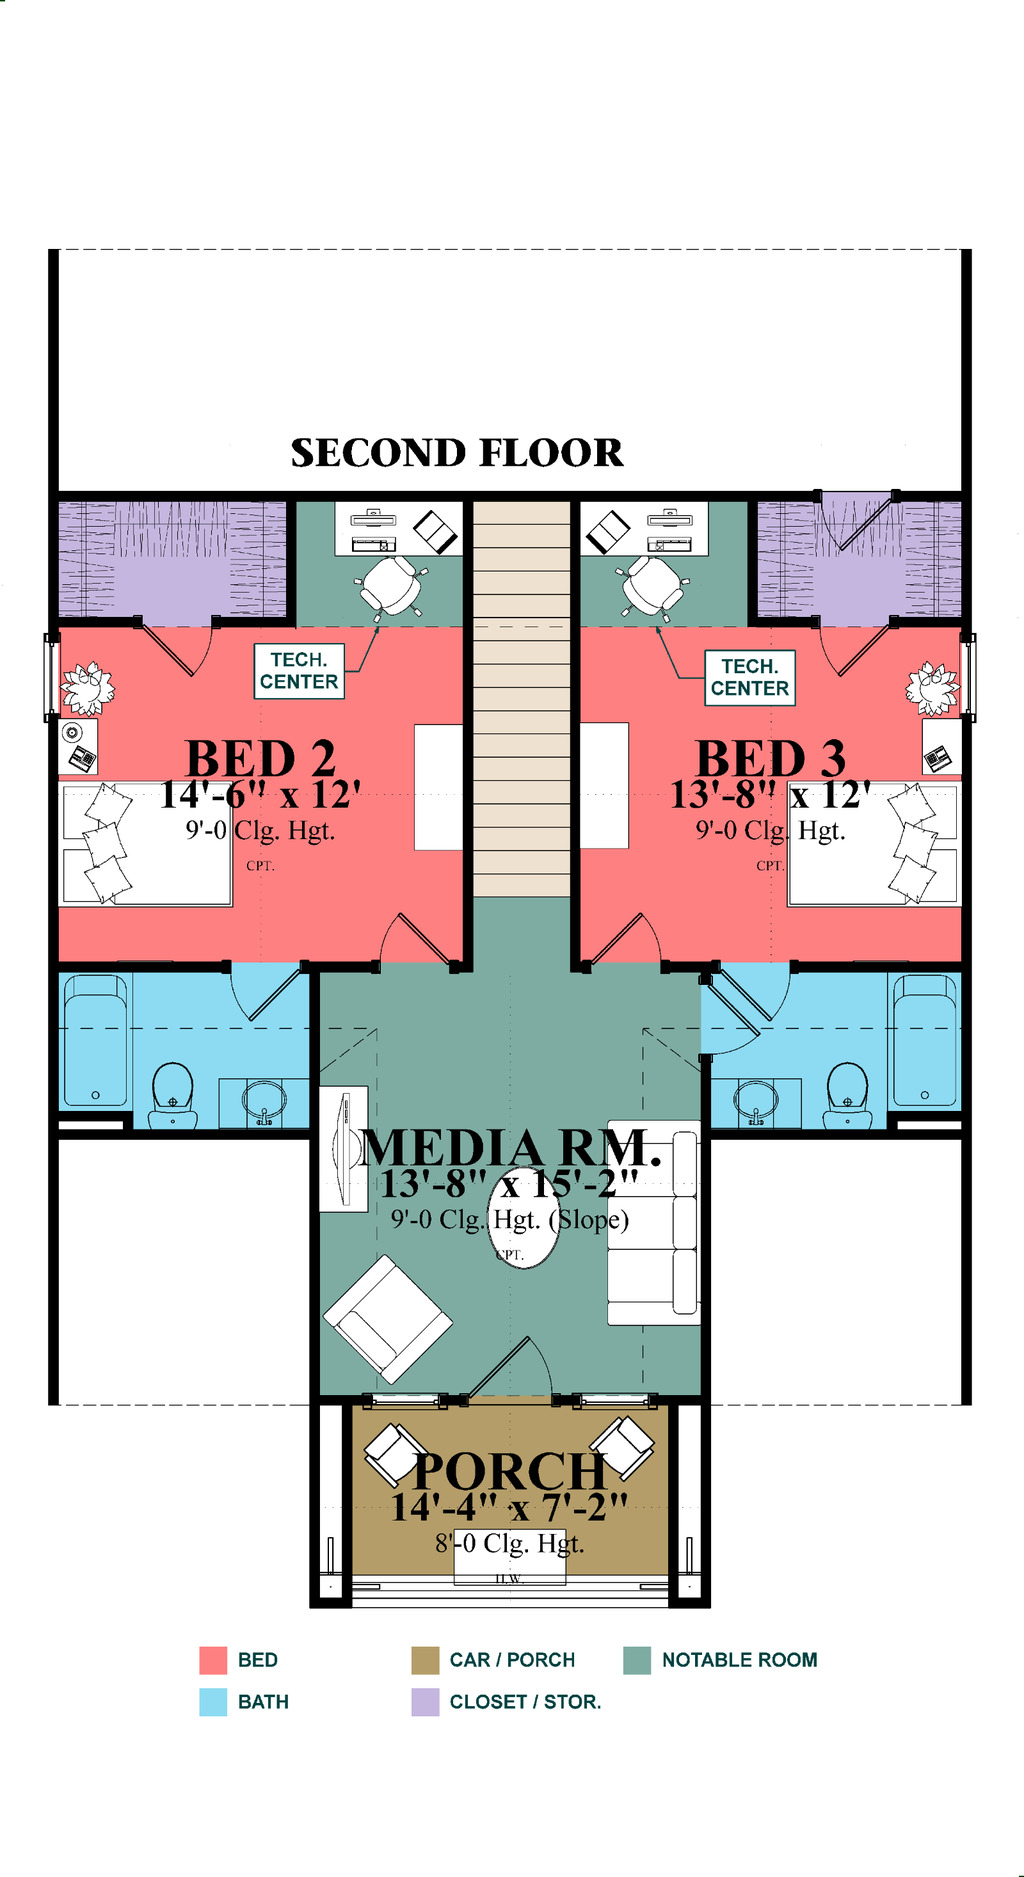 SECOND FLOOR
TECH.
CENTER
TECH.
CENTER
BED 2
14'-6" x 12'
9'-0 Clg. Hgt.
CPT.
BED 3
13'-8" x 12'
9'-0 Clg. Hgt.
CPT.
MEDIA RM.
13'-8" x 15'-2"
9'-0 Clg. Hgt. (Slope)
CPT.
PORCH
14'-4" x 7'-2"
8'-0 Clg. Hgt.
H.W.
BED
CAR / PORCH
NOTABLE ROOM
BATH
CLOSET / STOR.